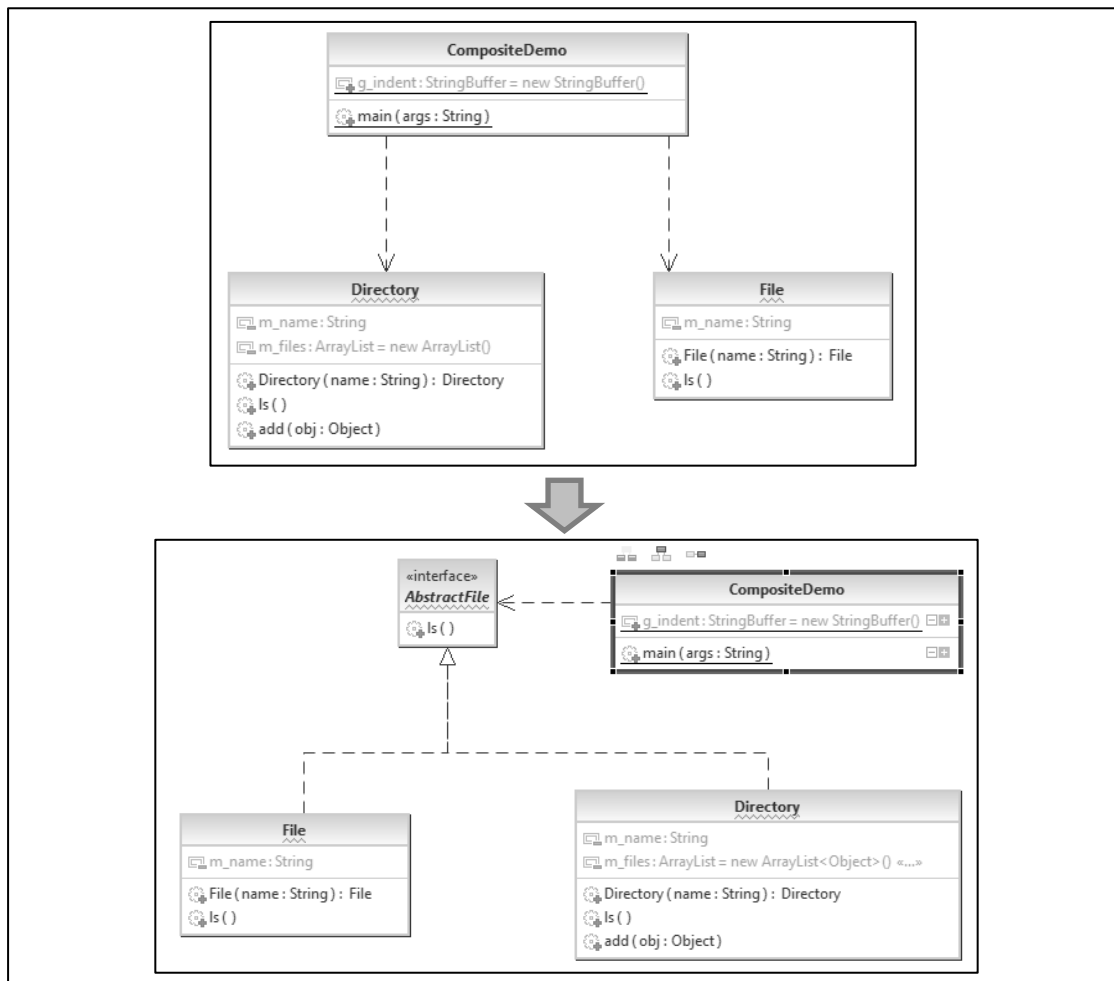 CompositeDemo
g_indent : StringBuffer = new StringBuffer()
main ( args : String )
Directory
m_name : String
m_files : ArrayList = new ArrayList()
Directory ( name : String ) : Directory
ls ( )
add ( obj : Object )
File
m_name : String
File ( name : String ) : File
ls ( )
«interface»
AbstractFile
ls ( )
CompositeDemo
g_indent : StringBuffer = new StringBuffer()
main ( args : String )
File
m_name : String
File ( name : String ) : File
ls ( )
Directory
m_name : String
m_files : ArrayList = new ArrayList<Object>() «...»
Directory ( name : String ) : Directory
ls ( )
add ( obj : Object )